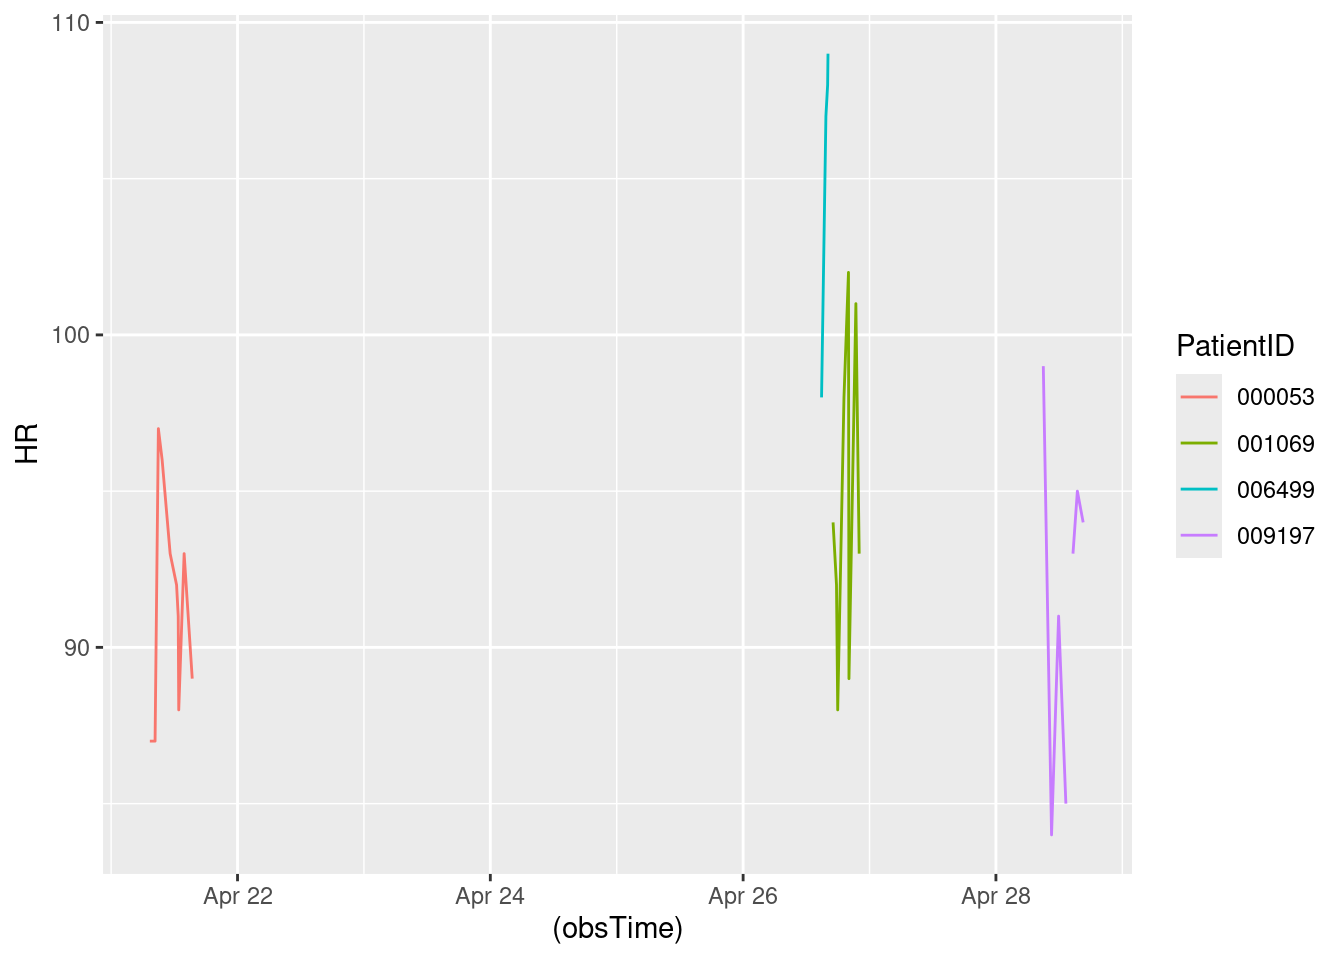 110
100
90
HR
Apr 22
Apr 24
Apr 26
Apr 28
(obsTime)
PatientID
000053
001069
006499
009197